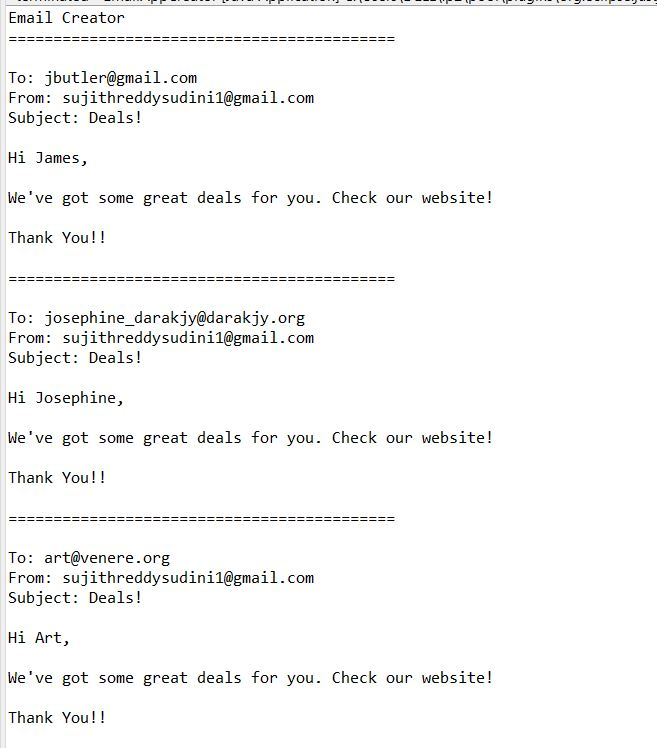 Email Creator
===========================================
To: jbutler@gmail.com
From: sujithreddysudini1@gmail.com
Subject: Deals!
Hi James,
We've got some great deals for you. Check our website!
Thank You!!
===========================================
To: josephine_darakjy@darakjy.org
From: sujithreddysudini1@gmail.com
Subject: Deals!
Hi Josephine,
We've got some great deals for you. Check our website!
Thank You!!
===========================================
To: art@venere.org
From: sujithreddysudini1@gmail.com
Subject: Deals!
Hi Art,
We've got some great deals for you. Check our website!
Thank You!!